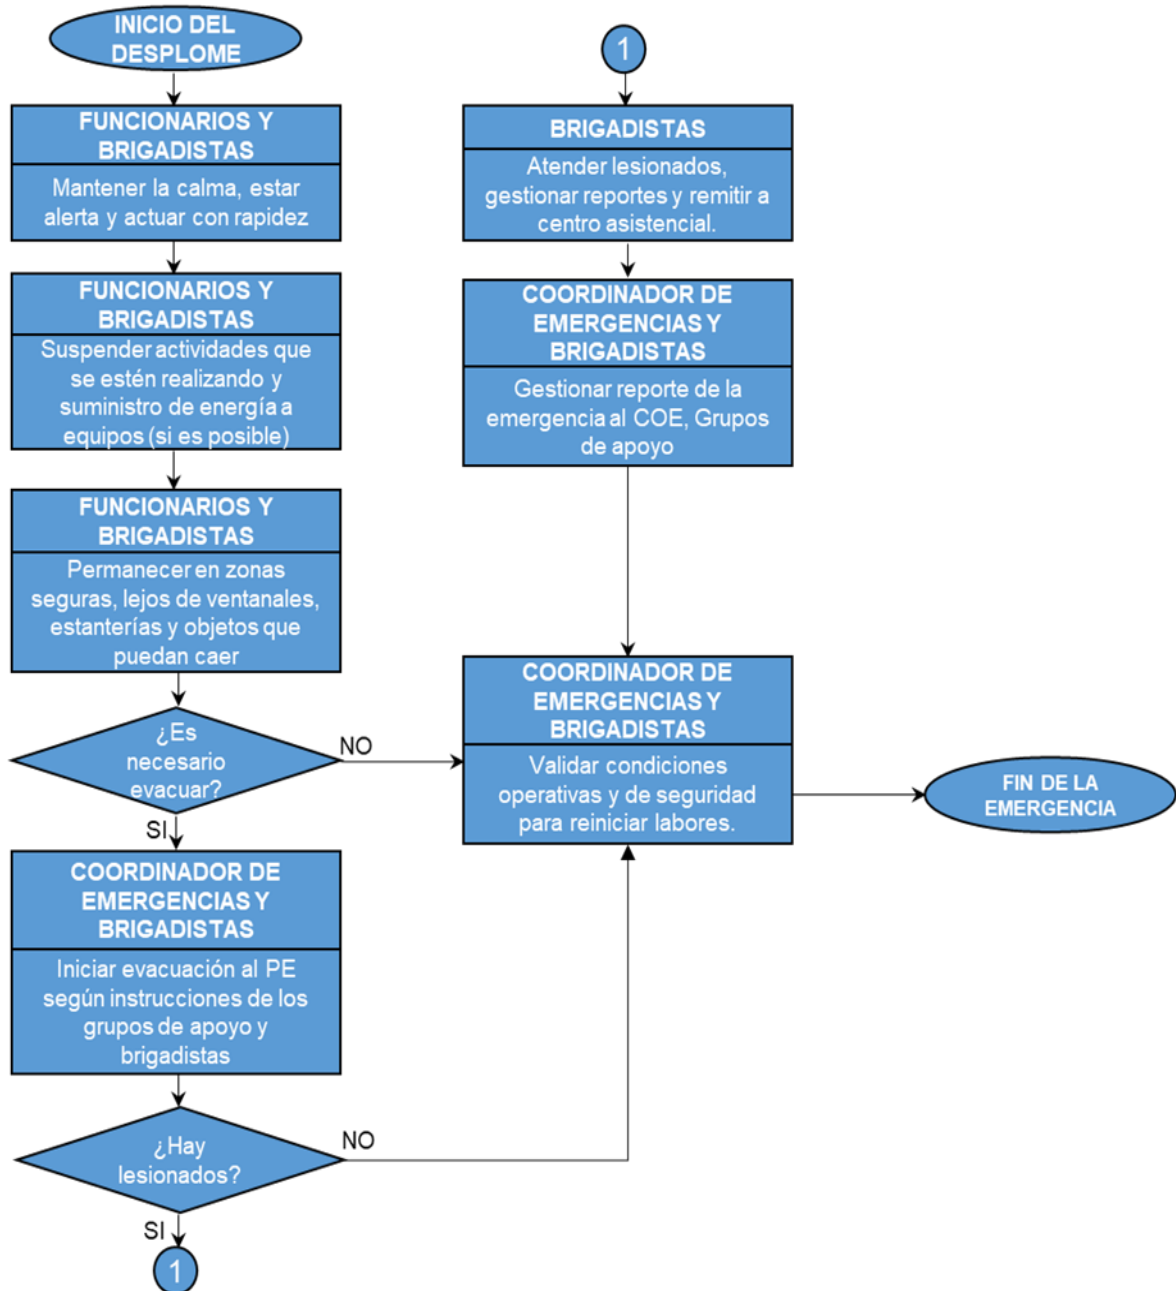 INICIO DEL
DESPLOME
FUNCIONARIOS Y
BRIGADISTAS
Mantener la calma, estar
alerta y actuar con rapidez
FUNCIONARIOS Y
BRIGADISTAS
Suspender actividades que
se estén realizando y
suministro de energía a
equipos (si es posible)
FUNCIONARIOS Y
BRIGADISTAS
Permanecer en zonas
seguras, lejos de ventanales,
estanterías y objetos que
puedan caer
¿Es
necesario
evacuar?
NO
SI
COORDINADOR DE
EMERGENCIAS Y
BRIGADISTAS
Iniciar evacuación al PE
según instrucciones de los
grupos de apoyo y
brigadistas
¿Hay
lesionados?
NO
SI
1
1
BRIGADISTAS
Atender lesionados,
gestionar reportes y remitir a
centro asistencial.
COORDINADOR DE
EMERGENCIAS Y
BRIGADISTAS
Gestionar reporte de la
emergencia al COE, Grupos
de apoyo
COORDINADOR DE
EMERGENCIAS Y
BRIGADISTAS
Validar condiciones
operativas y de seguridad
para reiniciar labores.
FIN DE LA
EMERGENCIA